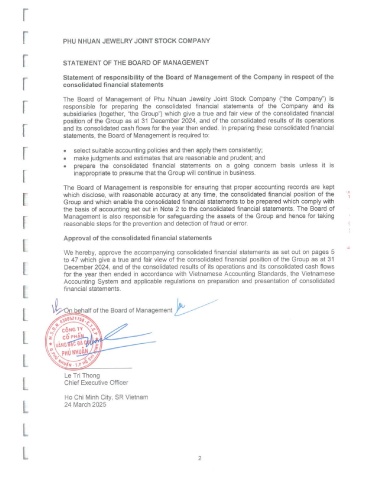 PHU NHUAN JEWELRY JOINT STOCK COMPANY
STATEMENT OF THE BOARD OF MANAGEMENT
Statement of responsibility of the Board of Management of the Company in respect of the
consolidated financial statements
The Board of Management of Phu Nhuan Jewelry Joint Stock Company ("the Company") is
responsible for preparing the consolidated financial statements of the Company and its
subsidiaries (together, "the Group") which give a true and fair view of the consolidated financial
position of the Group as at 31 December 2024, and of the consolidated results of its operations
and its consolidated cash flows for the year then ended. In preparing these consolidated financial
statements, the Board of Management is required to:
• select suitable accounting policies and then apply them consistently;
• make judgments and estimates that are reasonable and prudent; and
• prepare the consolidated financial statements on a going concern basis unless it is
inappropriate to presume that the Group will continue in business.
The Board of Management is responsible for ensuring that proper accounting records are kept
which disclose, with reasonable accuracy at any time, the consolidated financial position of the
Group and which enable the consolidated financial statements to be prepared which comply with
the basis of accounting set out in Note 2 to the consolidated financial statements. The Board of
Management is also responsible for safeguarding the assets of the Group and hence for taking
reasonable steps for the prevention and detection of fraud or error.
Approval of the consolidated financial statements
We hereby, approve the accompanying consolidated financial statements as set out on pages 5
to 47 which give a true and fair view of the consolidated financial position of the Group as at 31
December 2024, and of the consolidated results of its operations and its consolidated cash flows
for the year then ended in accordance with Vietnamese Accounting Standards, the Vietnamese
Accounting System and applicable regulations on preparation and presentation of consolidated
financial statements.
On behalf of the Board of Management
CÔNG TY
CỔ PHẦN
PHÚ NHUẬN
Le Tri Thong
Chief Executive Officer
Ho Chi Minh City, SR Vietnam
24 March 2025
2